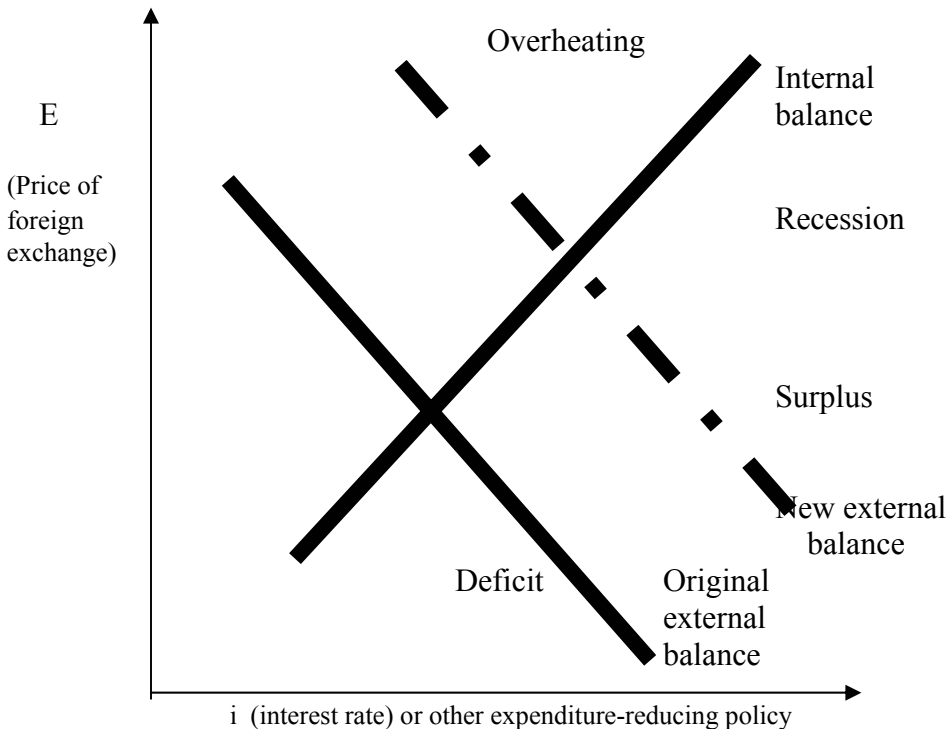 Overheating
Internal
balance
E
(Price of
foreign
exchange)
Recession
Surplus
New external
balance
Deficit
Original
external
balance
i (interest rate) or other expenditure-reducing policy